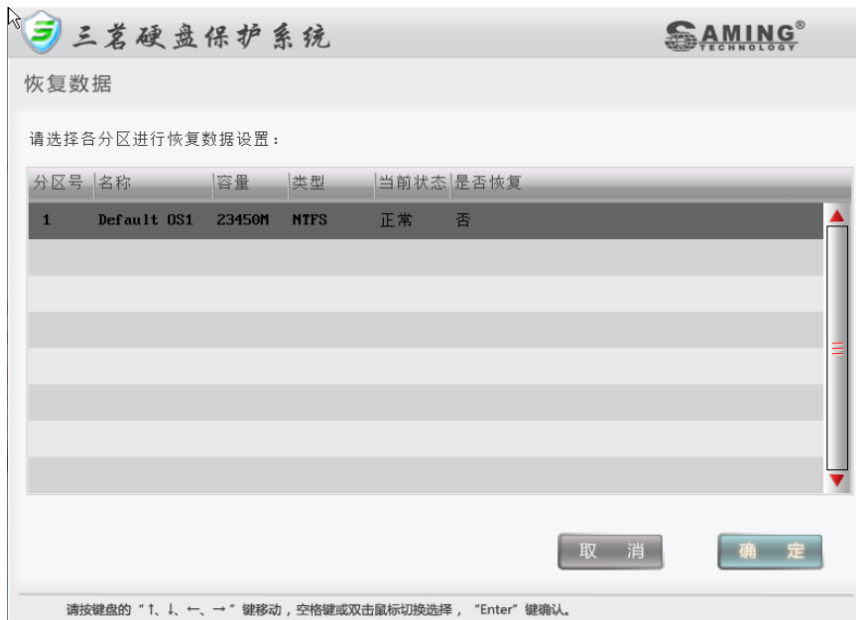 三茗硬盘保护系统
SAMING®
TECHNOLOGY
恢复数据
请选择各分区进行恢复数据设置：
分区号 名称 容量 类型 当前状态 是否恢复
1 Default OS1 23450M NTFS 正常 否
取 消 确 定
请按键盘的“↑、↓、←、→”键移动，空格键或双击鼠标切换选择，“Enter”键确认。